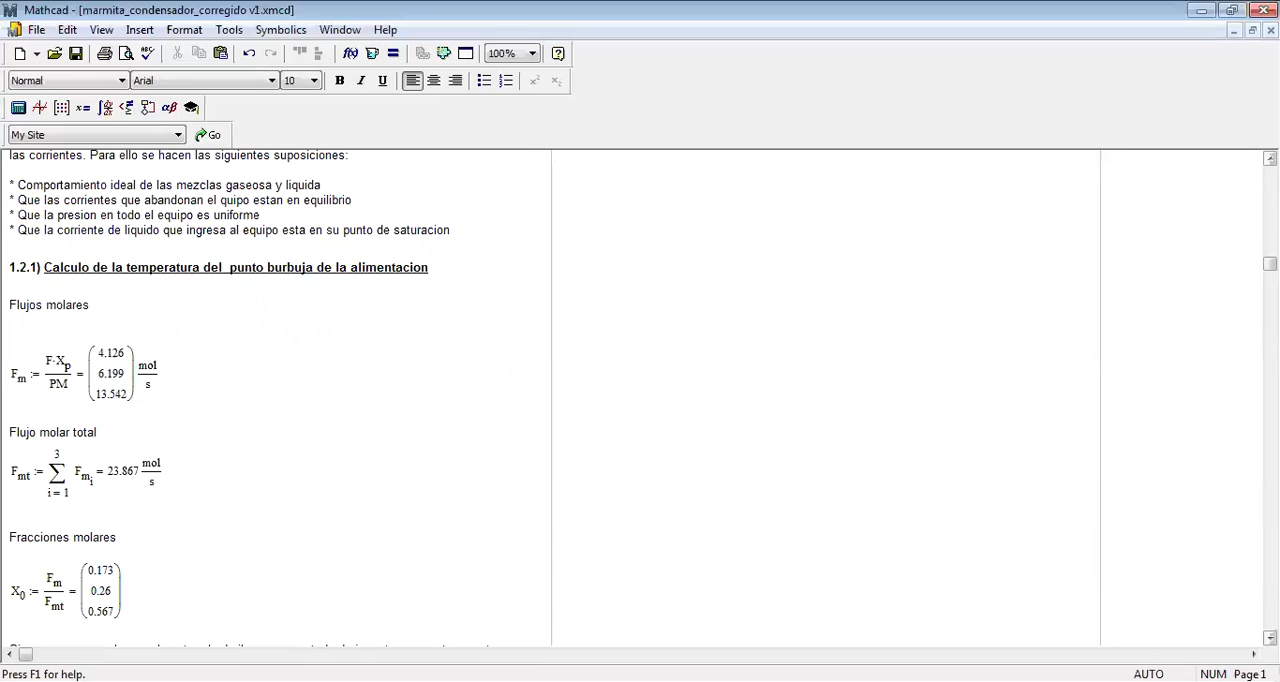 Mathcad - [marmita_condensador_corregido v1.xmcd]
File Edit View Insert Format Tools Symbolics Window Help
100%
Normal Arial 10 B I U
My Site Go
las corrientes. Para ello se hacen las siguientes suposiciones:
* Comportamiento ideal de las mezclas gaseosa y liquida
* Que las corrientes que abandonan el quipo estan en equilibrio
* Que la presion en todo el equipo es uniforme
* Que la corriente de liquido que ingresa al equipo esta en su punto de saturacion
1.2.1) Calculo de la temperatura del punto burbuja de la alimentacion
Flujos molares
F_m := F·X_p / PM = (4.126 6.199 13.542) mol/s
Flujo molar total
F_mt := ∑ i = 1 3 F_m_i = 23.867 mol/s
Fracciones molares
X_0 := F_m / F_mt = (0.173 0.26 0.567)
Press F1 for help. AUTO NUM Page 1